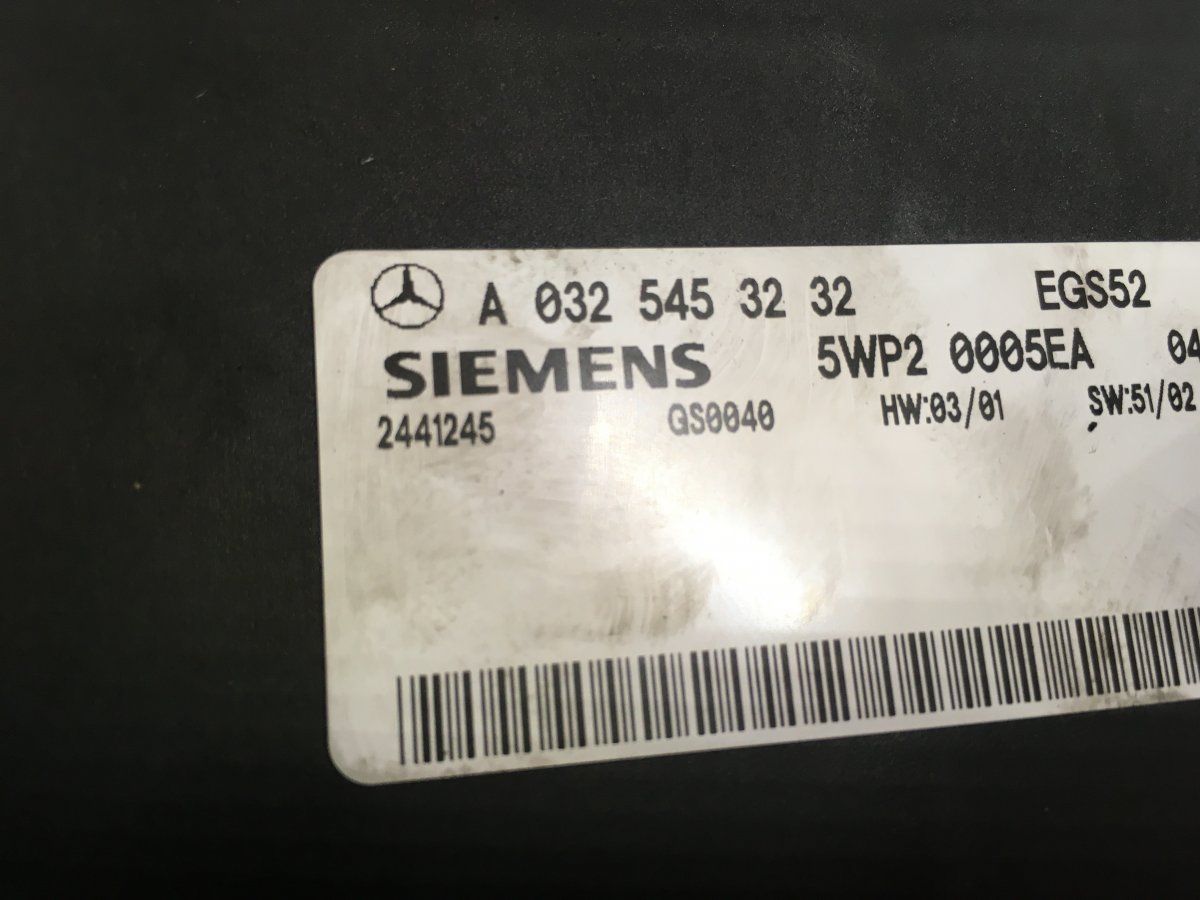 A 032 545 32 32 EGS52
SIEMENS 5WP2 0005EA 04
2441245 GS0040 HW:03/01 SW:51/02